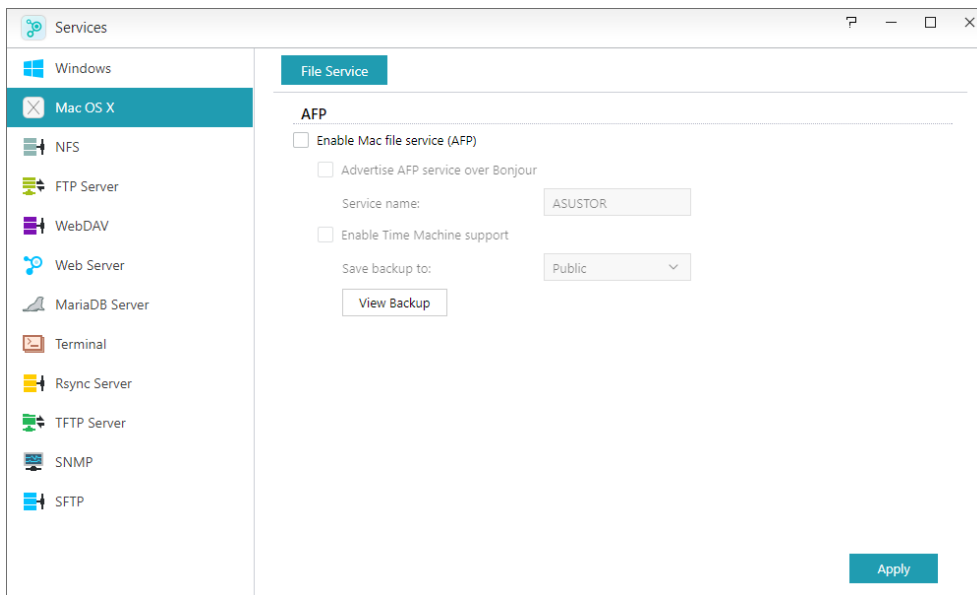 Services
Windows
Mac OS X
NFS
FTP Server
WebDAV
Web Server
MariaDB Server
Terminal
Rsync Server
TFTP Server
SNMP
SFTP
File Service
AFP
Enable Mac file service (AFP)
Advertise AFP service over Bonjour
Service name: ASUSTOR
Enable Time Machine support
Save backup to: Public
View Backup
Apply